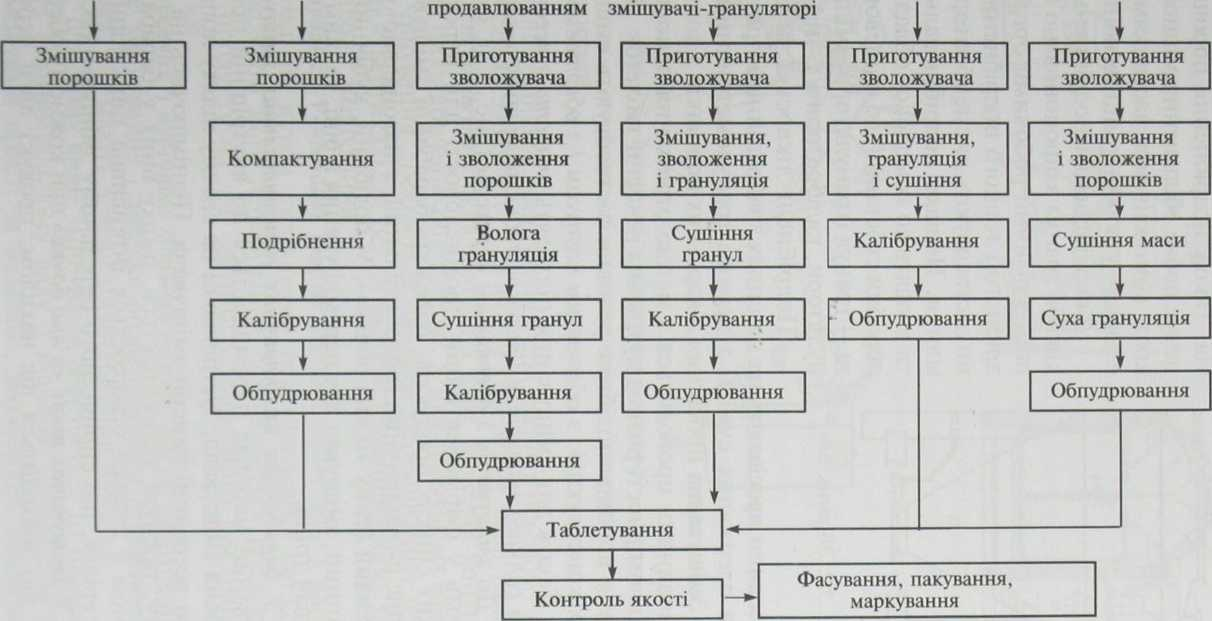 продавлюванням змішувачі-грануляторі
Змішування
порошків
Змішування
порошків
Приготування
зволожувача
Приготування
зволожувача
Приготування
зволожувача
Приготування
зволожувача
Компактування
Змішування
і зволоження
порошків
Змішування,
зволоження
і грануляція
Змішування,
грануляція
і сушіння
Змішування
і зволоження
порошків
Подрібнення
Волога
грануляція
Сушіння
гранул
Калібрування
Сушіння маси
Калібрування
Сушіння гранул
Калібрування
Обпудрювання
Суха грануляція
Обпудрювання
Калібрування
Обпудрювання
Обпудрювання
Обпудрювання
Таблетування
Контроль якості
Фасування, пакування,
маркування